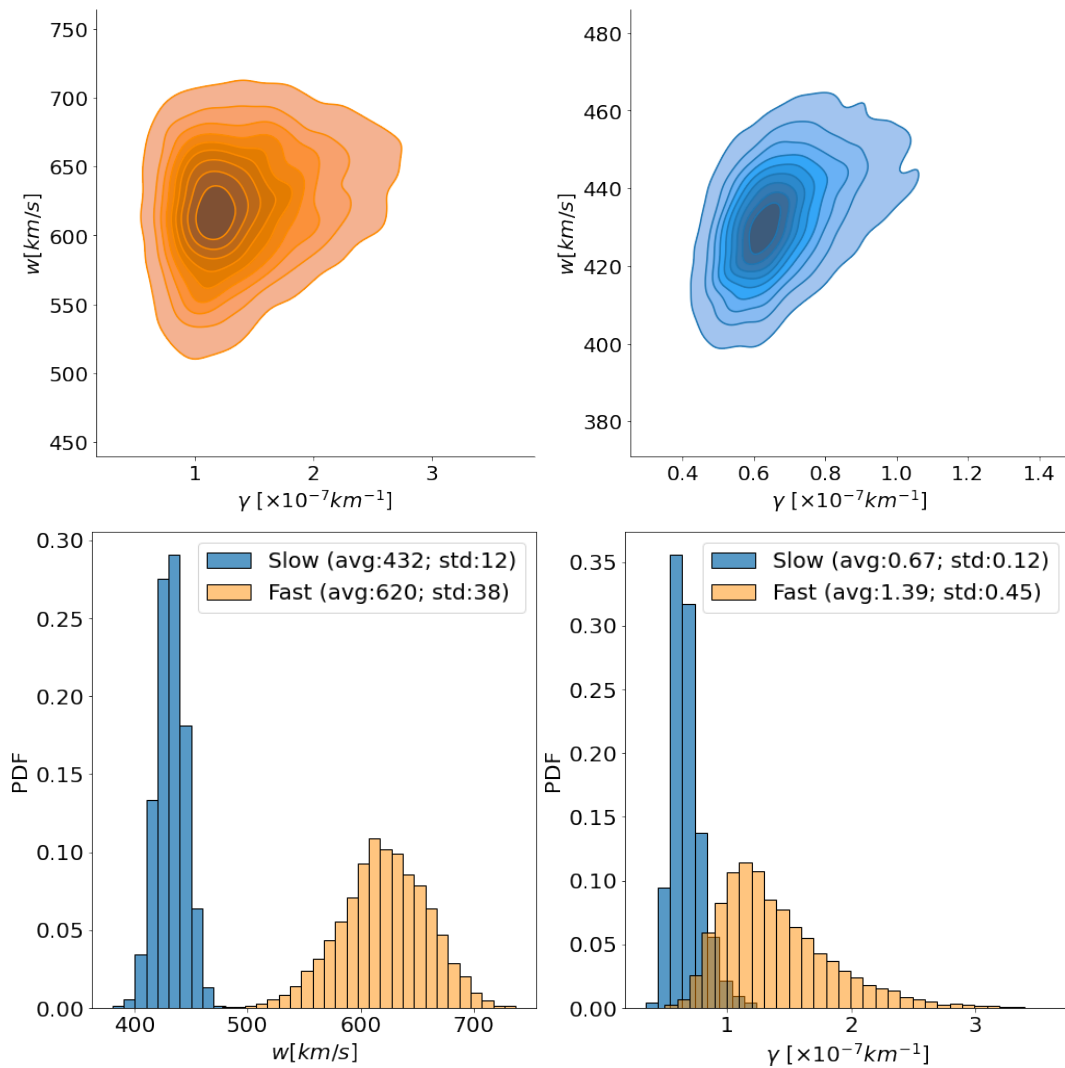 750
700
650
600
550
500
450
w[km/s]
1 2 3
γ [×10⁻⁷km⁻¹]
480
460
440
420
400
380
w[km/s]
0.4 0.6 0.8 1.0 1.2 1.4
γ [×10⁻⁷km⁻¹]
0.30
0.25
0.20
0.15
0.10
0.05
0.00
PDF
Slow (avg:432; std:12)
Fast (avg:620; std:38)
400 500 600 700
w[km/s]
0.35
0.30
0.25
0.20
0.15
0.10
0.05
0.00
PDF
Slow (avg:0.67; std:0.12)
Fast (avg:1.39; std:0.45)
1 2 3
γ [×10⁻⁷km⁻¹]